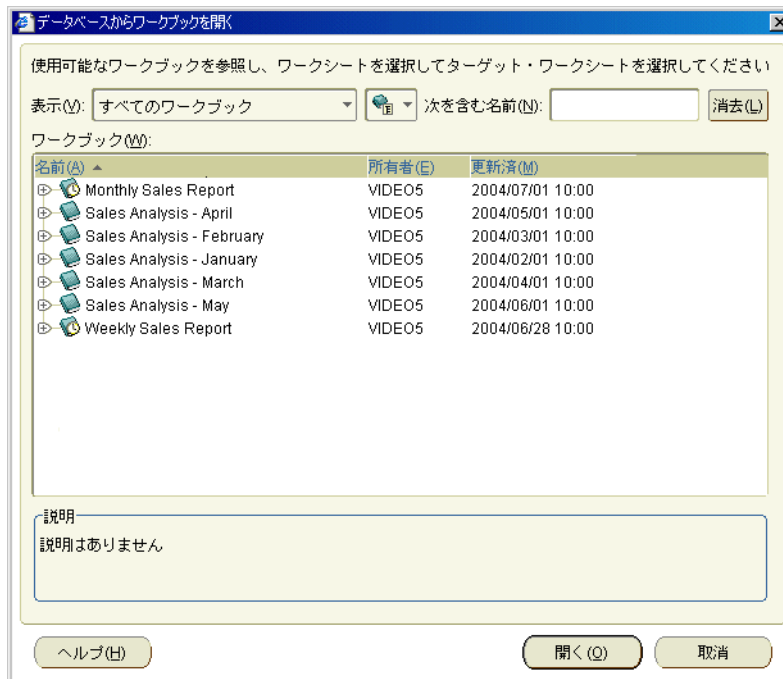 データベースからワークブックを開く
使用可能なワークブックを参照し、ワークシートを選択してターゲット・ワークシートを選択してください
表示(V): すべてのワークブック 次を含む名前(N): 消去(L)
ワークブック(W):
名前(A) 所有者(E) 更新済(M)
Monthly Sales Report VIDEO5 2004/07/01 10:00
Sales Analysis - April VIDEO5 2004/05/01 10:00
Sales Analysis - February VIDEO5 2004/03/01 10:00
Sales Analysis - January VIDEO5 2004/02/01 10:00
Sales Analysis - March VIDEO5 2004/04/01 10:00
Sales Analysis - May VIDEO5 2004/06/01 10:00
Weekly Sales Report VIDEO5 2004/06/28 10:00
説明
説明はありません
ヘルプ(H) 開く(O) 取消